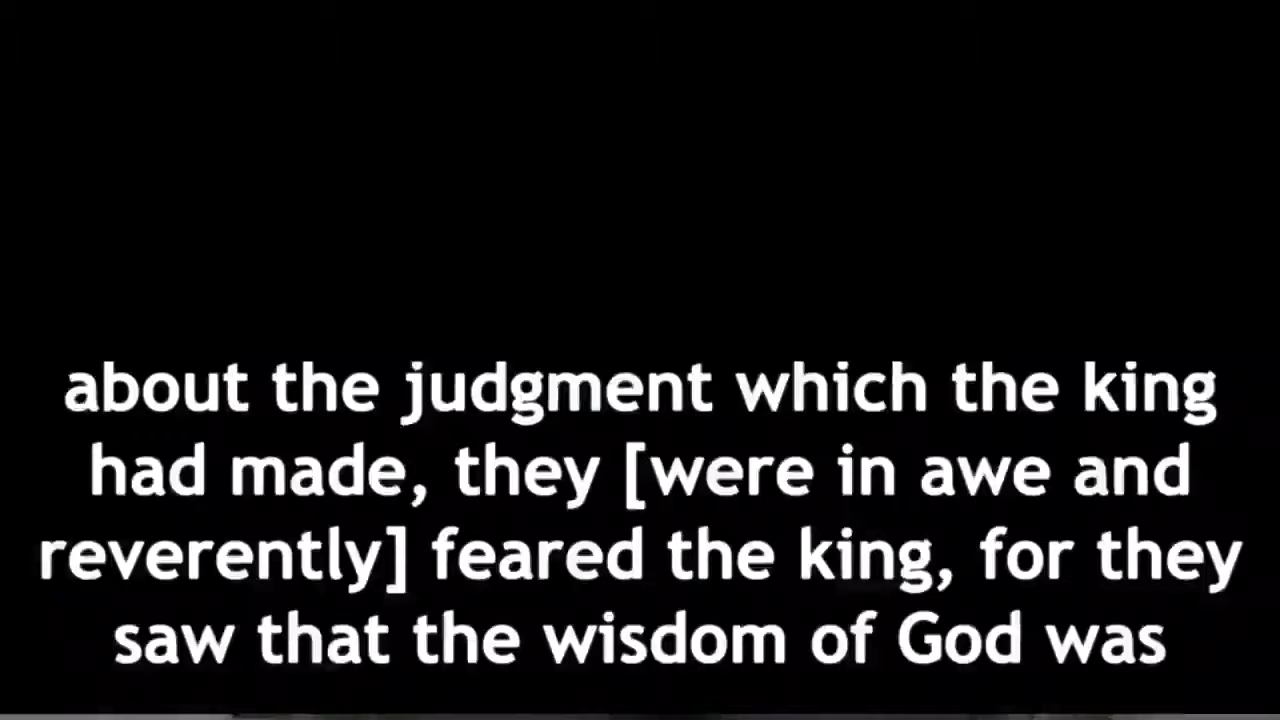 about the judgment which the king
had made, they [were in awe and
reverently] feared the king, for they
saw that the wisdom of God was